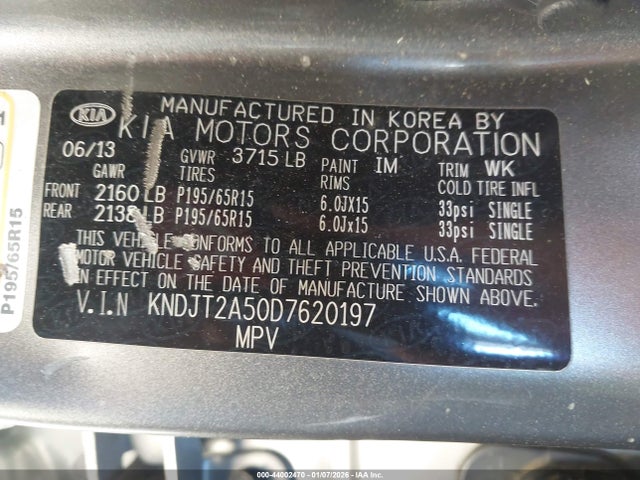 KIA
MANUFACTURED IN KOREA BY
KIA MOTORS CORPORATION
06/13 GVWR 3715 LB PAINT IM TRIM WK
GAWR TIRES RIMS COLD TIRE INFL
FRONT 2160 LB P195/65R15 6.0JX15 33psi SINGLE
REAR 2138 LB P195/65R15 6.0Jx15 33psi SINGLE
THIS VEHICLE CONFORMS TO ALL APPLICABLE U.S.A. FEDERAL
MOTOR VEHICLE SAFETY AND THEFT PREVENTION STANDARDS
IN EFFECT ON THE DATE OF MANUFACTURE SHOWN ABOVE.
V.I.N KNDJT2A50D7620197
MPV
P195/65R15
000-44002470 - 01/07/2026 - IAA Inc.